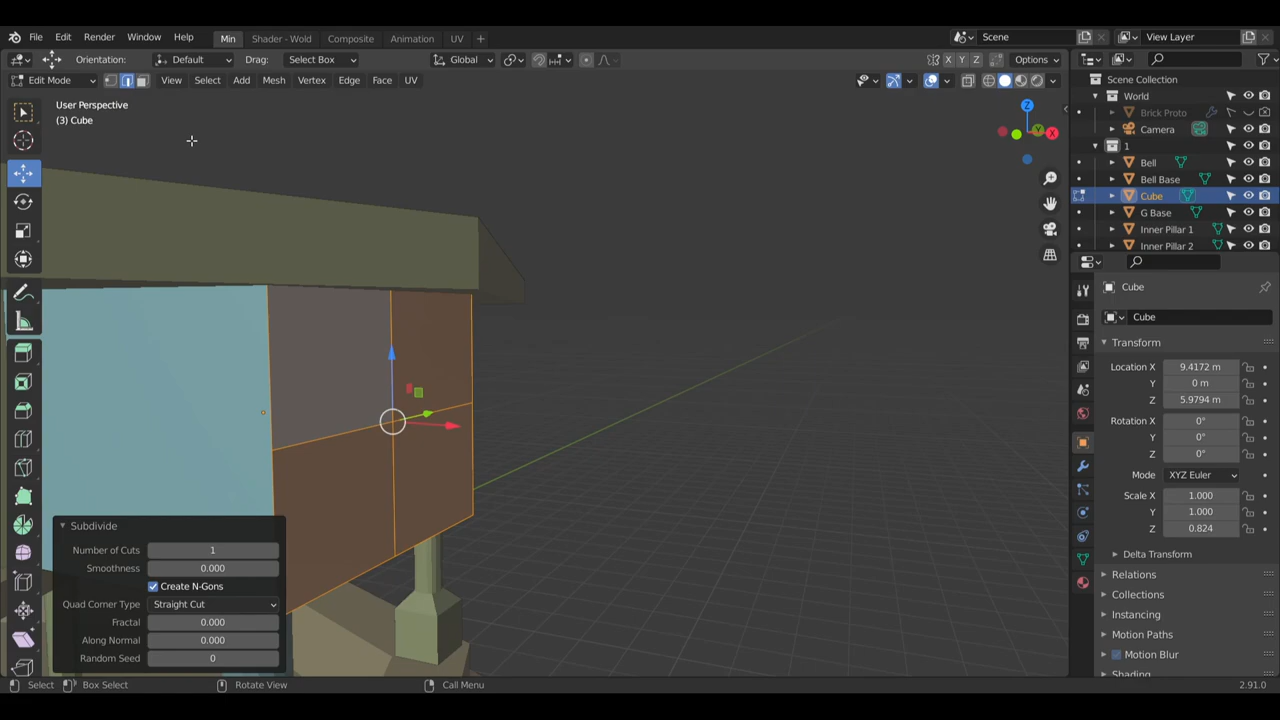 File Edit Render Window Help Min Shader - Wold Composite Animation UV Scene View Layer
Orientation: Default Drag: Select Box Global X Y Z Options
Edit Mode View Select Add Mesh Vertex Edge Face UV
User Perspective
(3) Cube
Z
Y
X
Scene Collection
World
Brick Proto
Camera
1
Bell
Bell Base
Cube
G Base
Inner Pillar 1
Inner Pillar 2
Cube
Cube
Transform
Location X 9.4172 m
Y 0 m
Z 5.9794 m
Rotation X 0°
Y 0°
Z 0°
Mode XYZ Euler
Scale X 1.000
Y 1.000
Z 0.824
Delta Transform
Relations
Collections
Instancing
Motion Paths
Motion Blur
Shading
Subdivide
Number of Cuts 1
Smoothness 0.000
Create N-Gons
Quad Corner Type Straight Cut
Fractal 0.000
Along Normal 0.000
Random Seed 0
Select Box Select Rotate View Call Menu 2.91.0